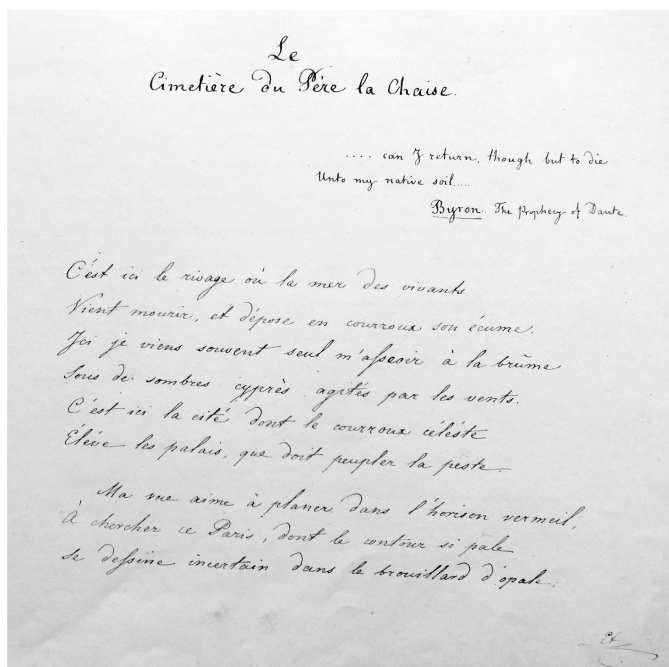 Le
Cimetière du Père la Chaise.
.... can I return, though but to die
Unto my native soil.....
Byron. The Prophecy of Dante.
C'est ici le rivage où la mer des vivants
Vient mourir, et dépose en courroux son écume.
Ici je viens souvent seul m'asseoir à la brûme
Sous de sombres cyprès agités par les vents.
C'est ici la cité dont le courroux céleste
Élève les palais, que doit peupler la peste.
Ma vue aime à planer dans l'horison vermeil,
À chercher ce Paris, dont le contour si pale
Se dessine incertain dans le brouillard d'opale.